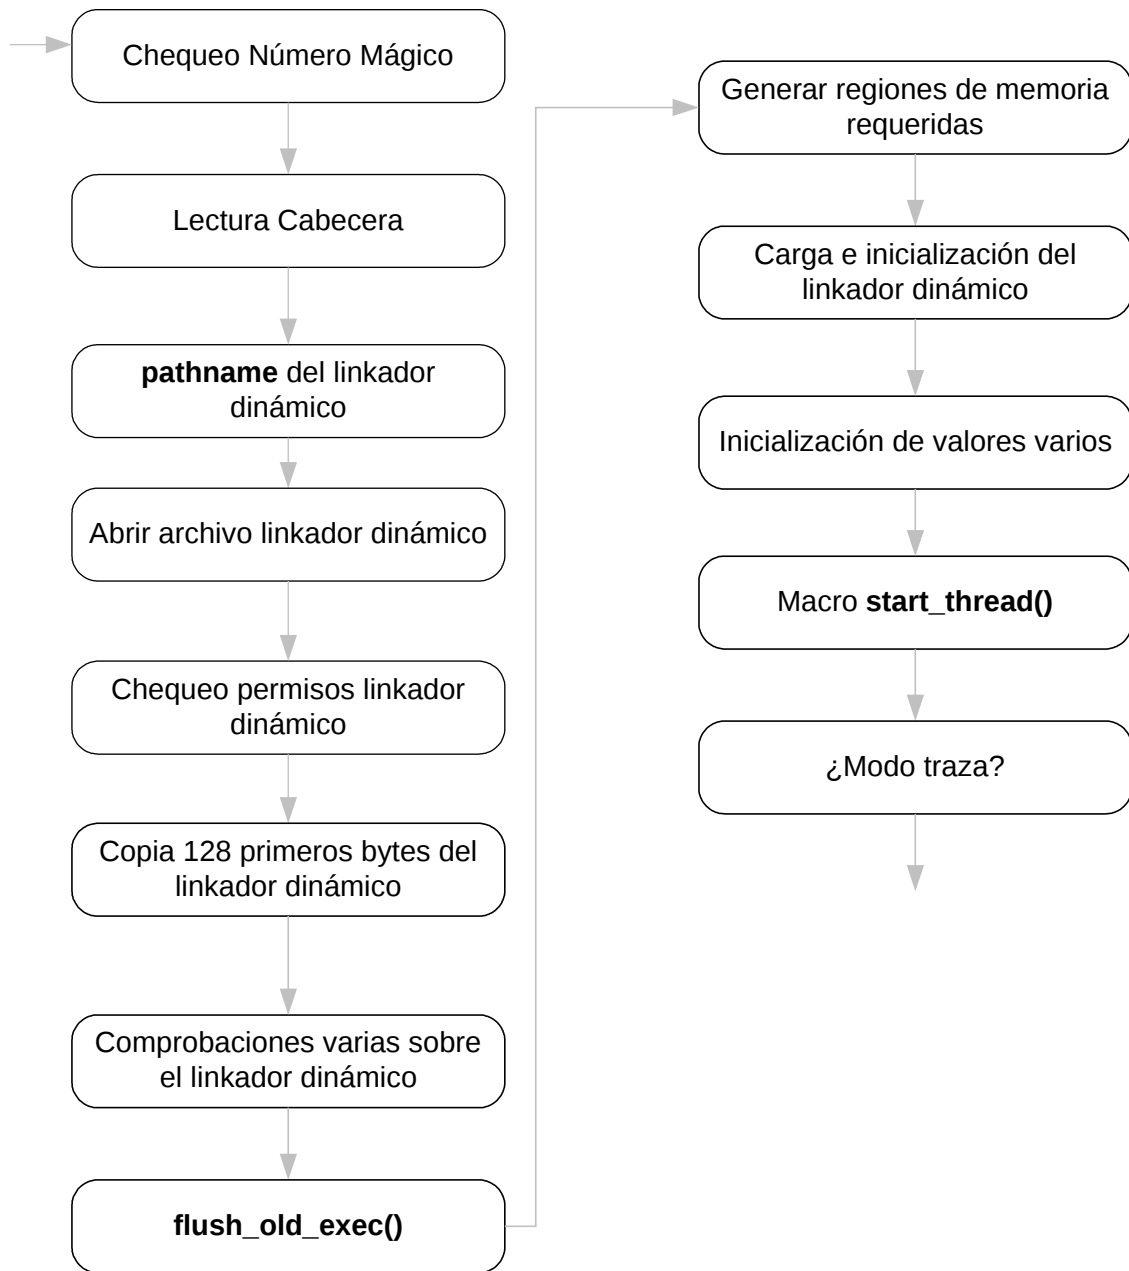 Chequeo Número Mágico
Lectura Cabecera
pathname del linkador
dinámico
Abrir archivo linkador dinámico
Chequeo permisos linkador
dinámico
Copia 128 primeros bytes del
linkador dinámico
Comprobaciones varias sobre
el linkador dinámico
flush_old_exec()
Generar regiones de memoria
requeridas
Carga e inicialización del
linkador dinámico
Inicialización de valores varios
Macro start_thread()
¿Modo traza?